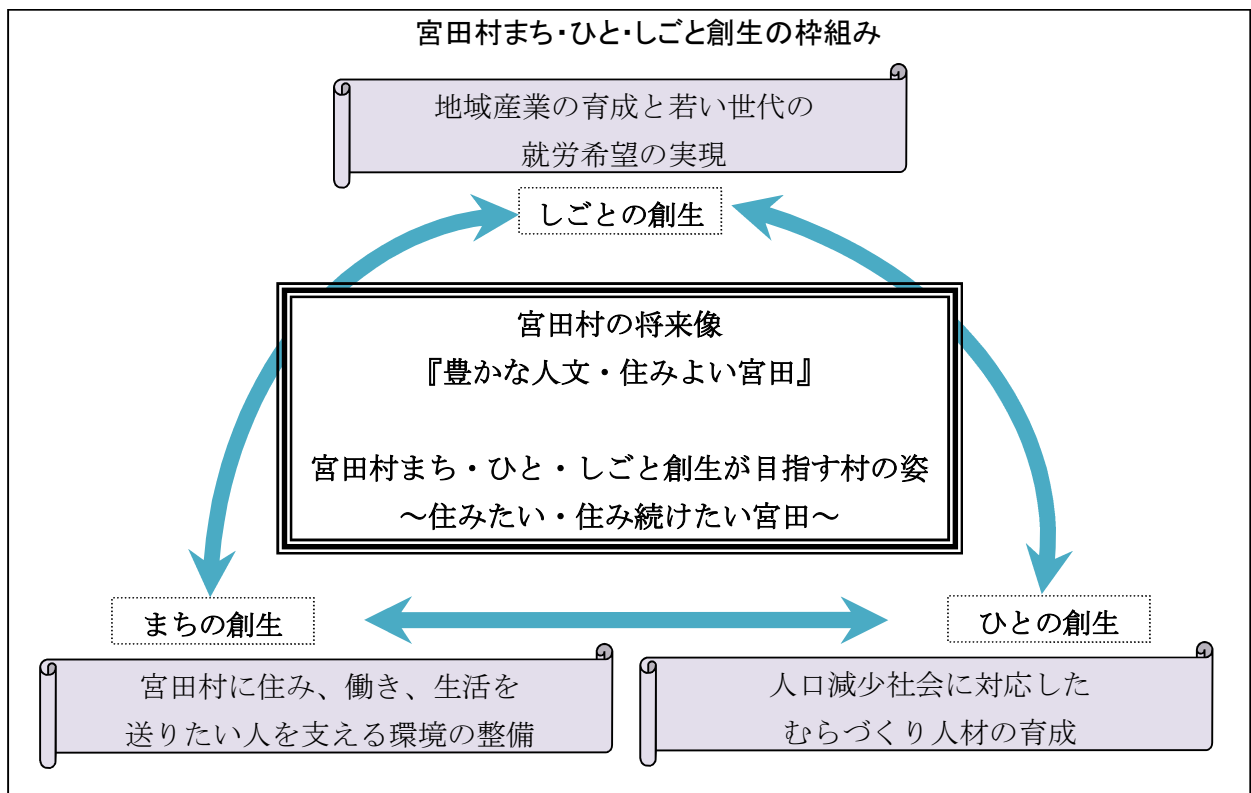 宮田村まち・ひと・しごと創生の枠組み
地域産業の育成と若い世代の
就労希望の実現
しごとの創生
宮田村の将来像
『豊かな人文・住みよい宮田』
宮田村まち・ひと・しごと創生が目指す村の姿
～住みたい・住み続けたい宮田～
まちの創生
ひとの創生
宮田村に住み、働き、生活を
送りたい人を支える環境の整備
人口減少社会に対応した
むらづくり人材の育成